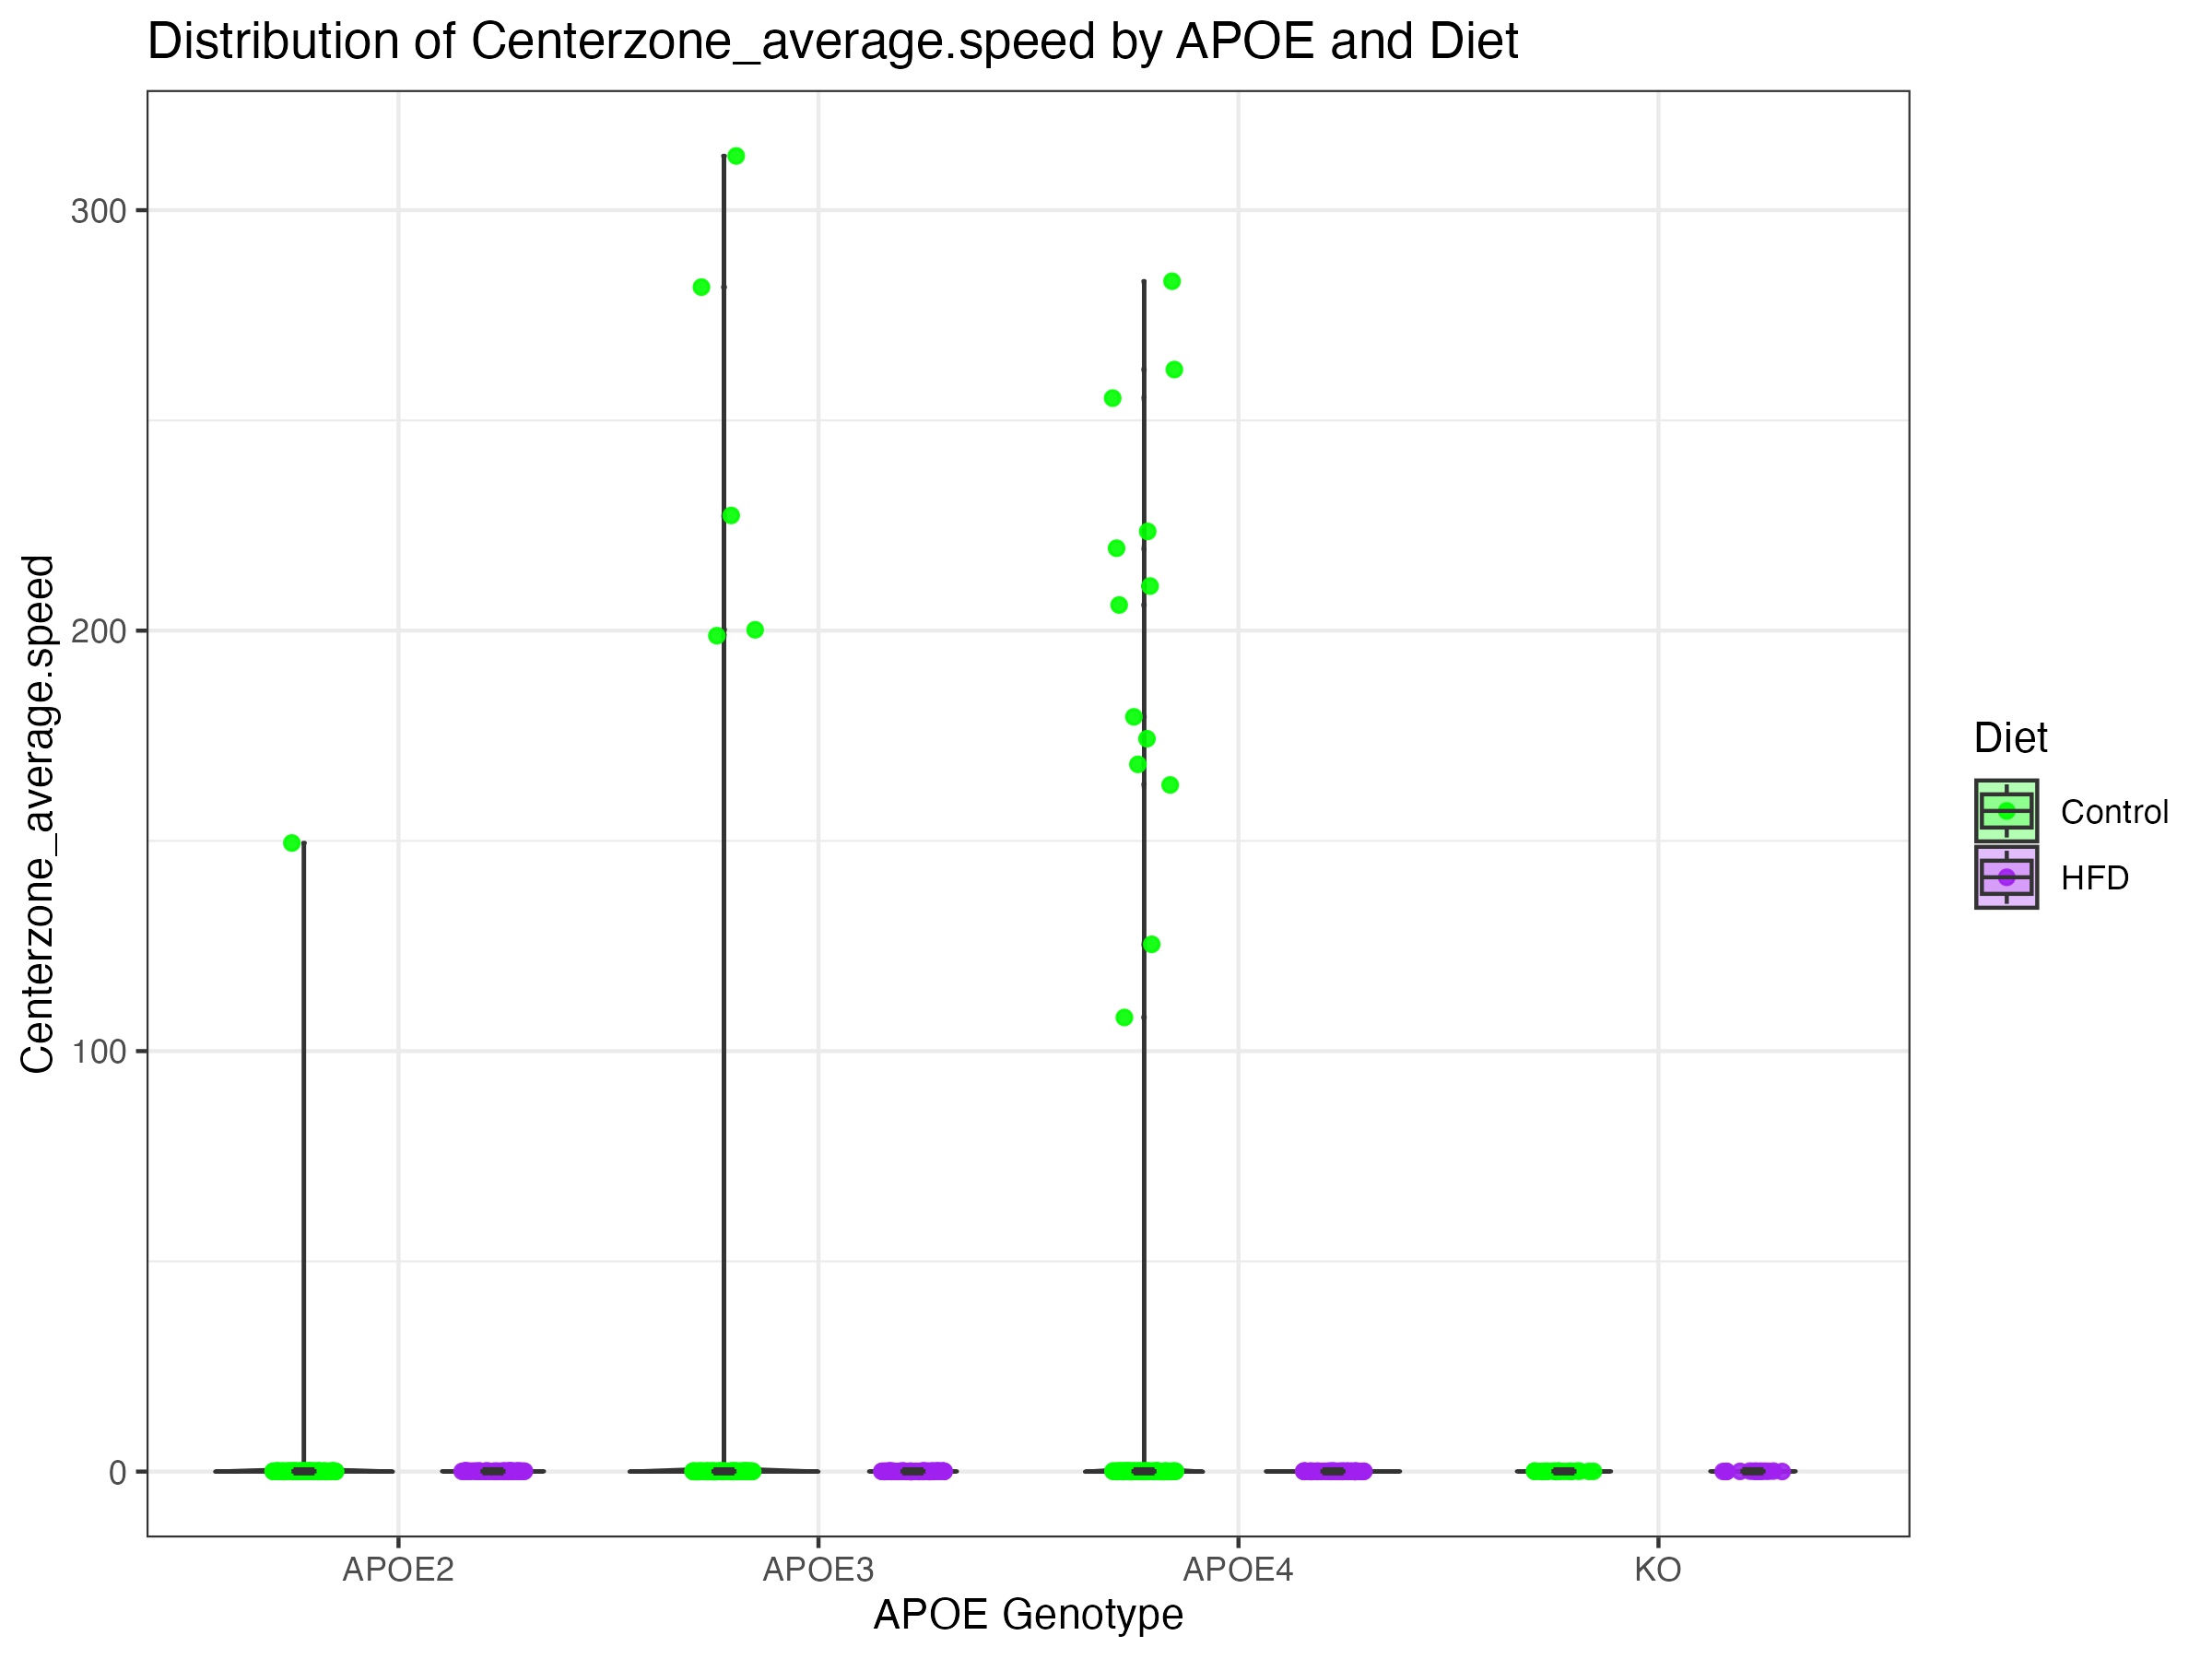 Distribution of Centerzone_average.speed by APOE and Diet
Centerzone_average.speed
300
200
100
0
APOE2
APOE3
APOE4
KO
APOE Genotype
Diet
Control
HFD